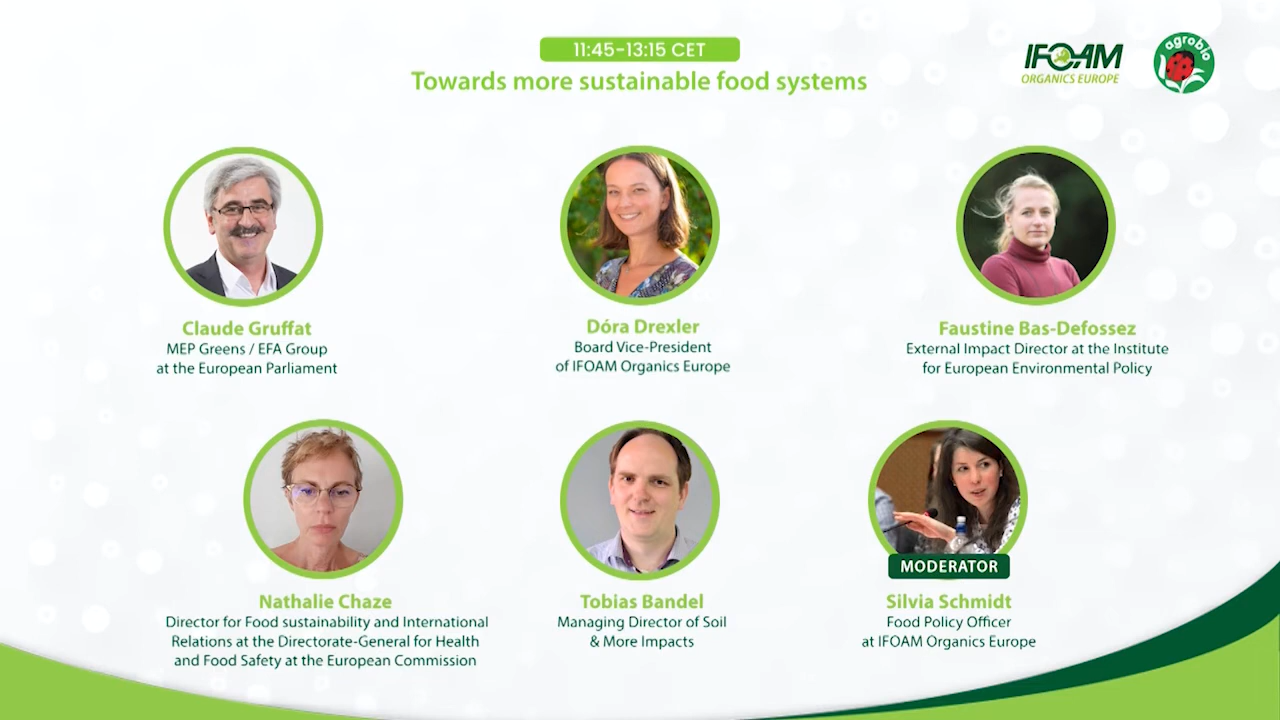 11:45-13:15 CET
Towards more sustainable food systems
IFOAM
ORGANICS EUROPE
agrobio
Claude Gruffat
MEP Greens / EFA Group
at the European Parliament
Dóra Drexler
Board Vice-President
of IFOAM Organics Europe
Faustine Bas-Defossez
External Impact Director at the Institute
for European Environmental Policy
Nathalie Chaze
Director for Food sustainability and International
Relations at the Directorate-General for Health
and Food Safety at the European Commission
Tobias Bandel
Managing Director of Soil
& More Impacts
MODERATOR
Silvia Schmidt
Food Policy Officer
at IFOAM Organics Europe